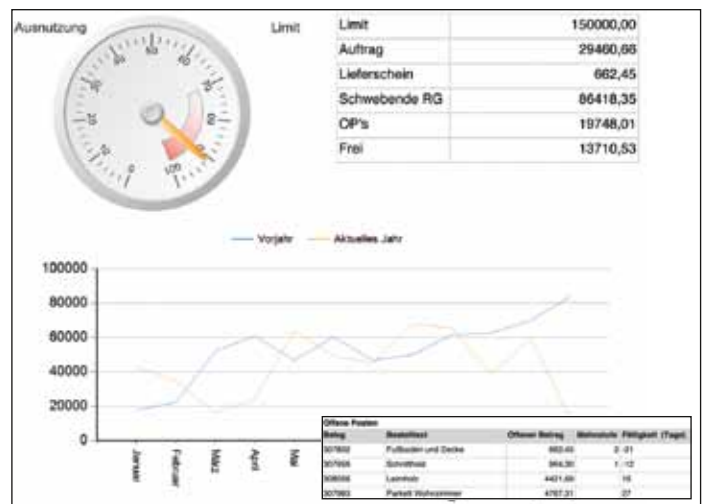 Ausnutzung
Limit
Limit 150000,00
Auftrag 29460,66
Lieferschein 662,45
Schwebende RG 86418,35
OP's 19748,01
Frei 13710,53
Vorjahr Aktuelles Jahr
100000
80000
60000
40000
20000
0
Januar
Februar
März
April
Mai
Offene Posten
Beleg Bestelltext Offener Betrag Mahnstufe Fälligkeit (Tage)
Fußboden und Decke
Schnittholz
Leimholz
Parkett Wohnzimmer